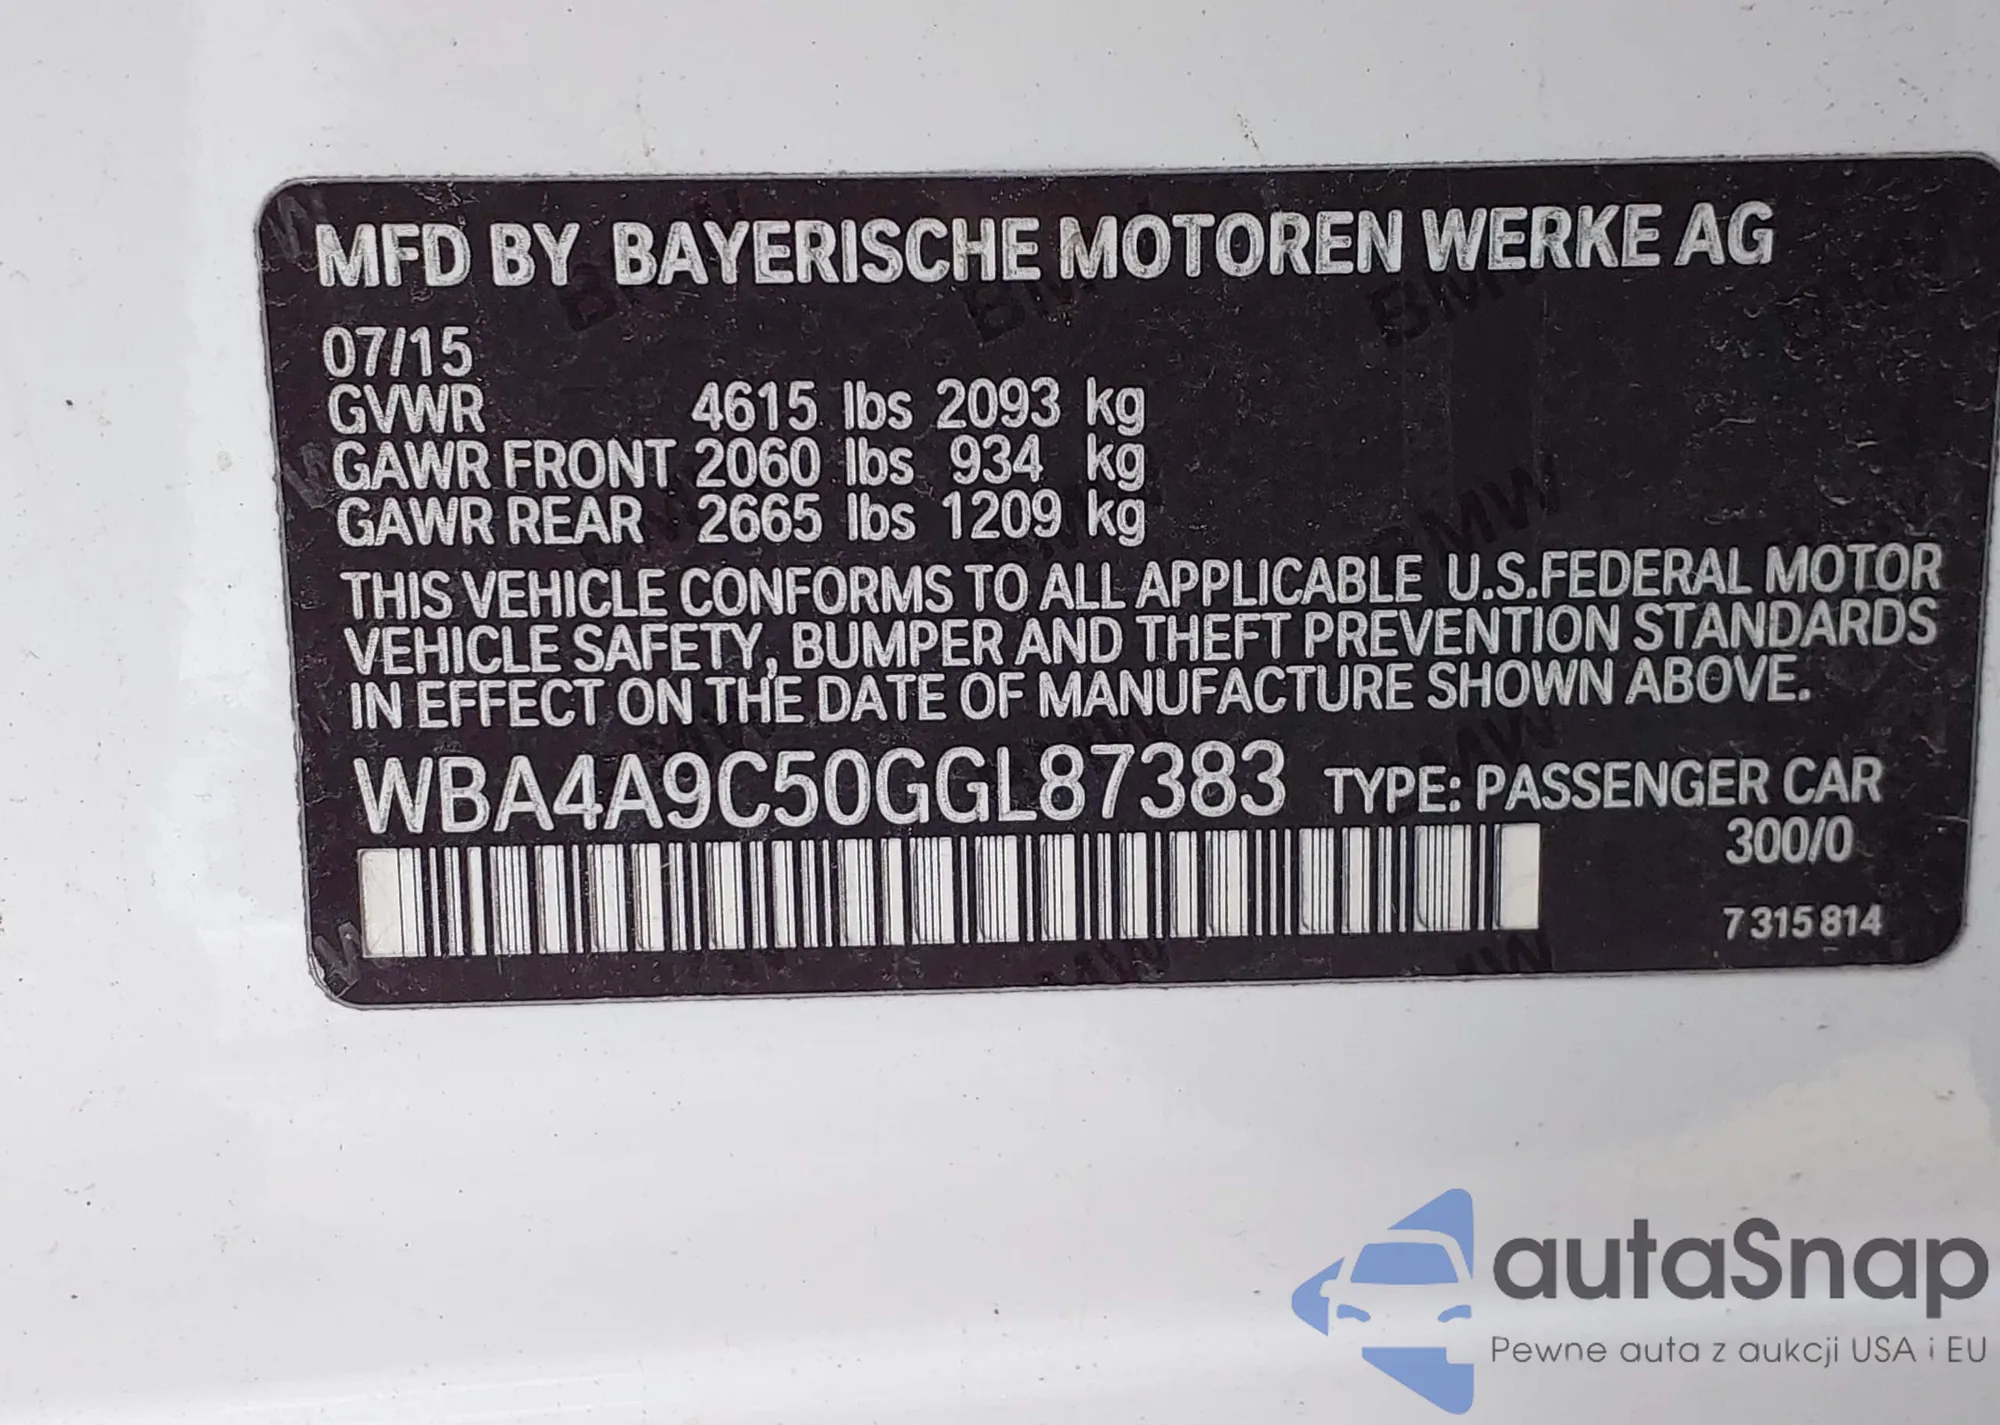 MFD BY BAYERISCHE MOTOREN WERKE AG
07/15
GVWR 4615 lbs 2093 kg
GAWR FRONT 2060 lbs 934 kg
GAWR REAR 2665 lbs 1209 kg
THIS VEHICLE CONFORMS TO ALL APPLICABLE U.S.FEDERAL MOTOR
VEHICLE SAFETY, BUMPER AND THEFT PREVENTION STANDARDS
IN EFFECT ON THE DATE OF MANUFACTURE SHOWN ABOVE.
WBA4A9C50GGL87383 TYPE: PASSENGER CAR
300/0
7 315 814
autaSnap
Pewne auta z aukcji USA i EU